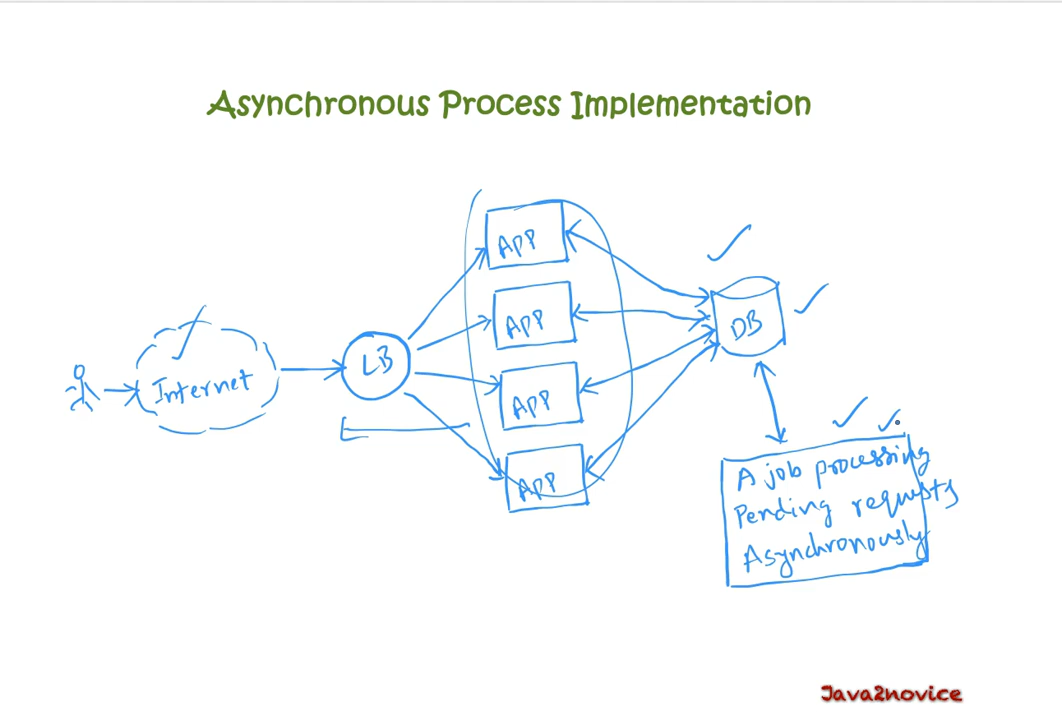 Asynchronous Process Implementation
APP
APP
APP
APP
LB
Internet
DB
A job processing
Pending requests
Asynchronously
Java2novice